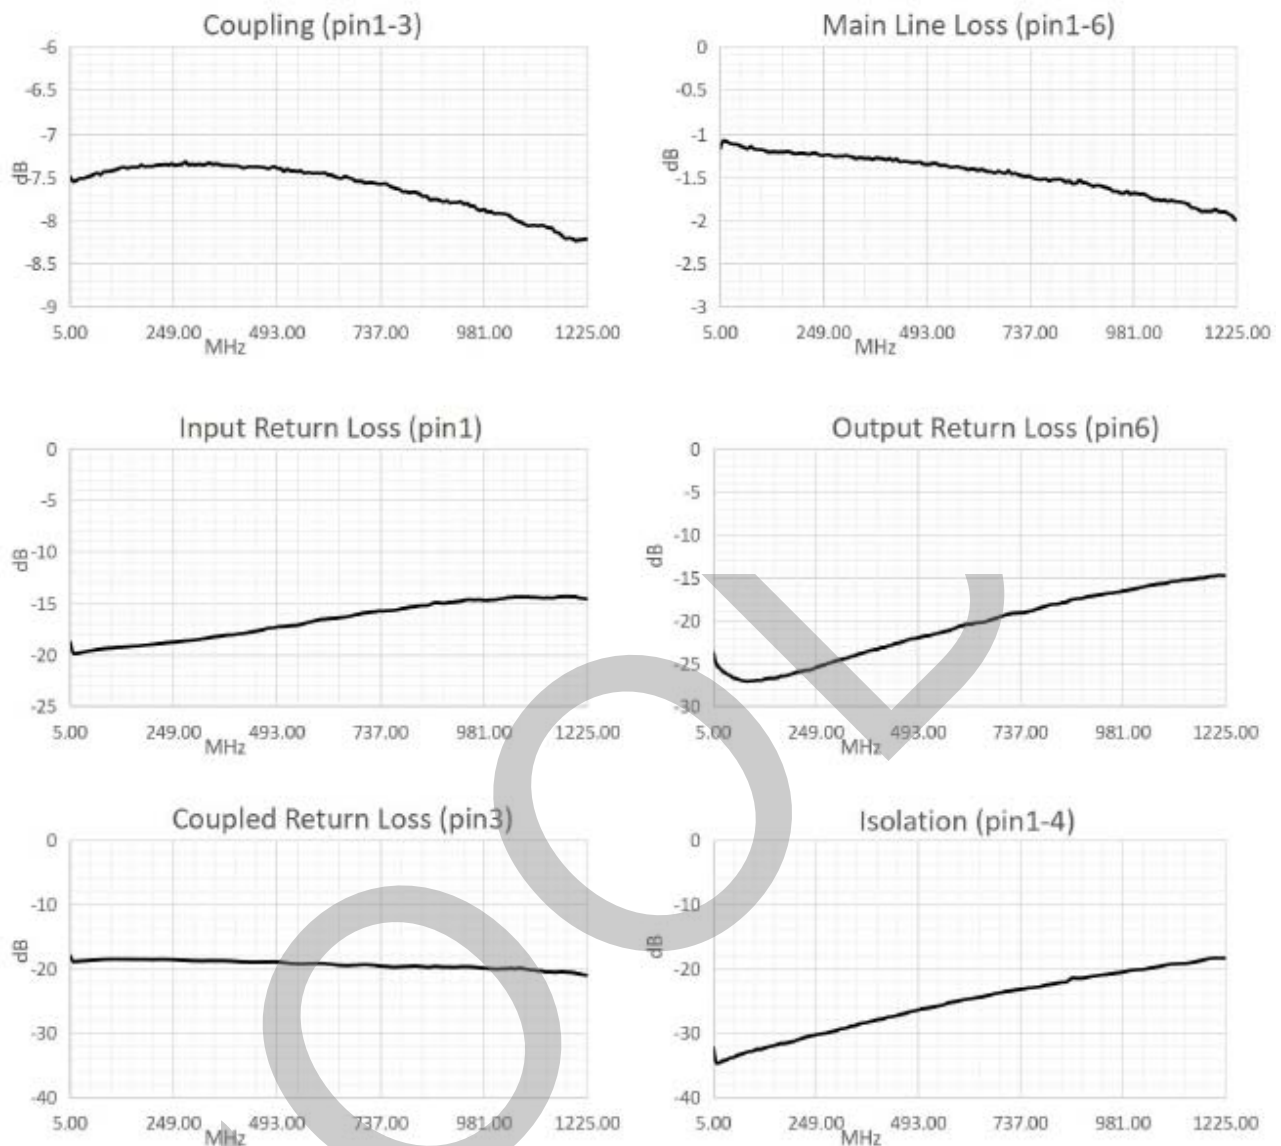 Coupling (pin1-3)
-6
-6.5
-7
-7.5
-8
-8.5
-9
dB
5.00 249.00 493.00 737.00 981.00 1225.00
MHz
Main Line Loss (pin1-6)
0
-0.5
-1
-1.5
-2
-2.5
-3
dB
5.00 249.00 493.00 737.00 981.00 1225.00
MHz
Input Return Loss (pin1)
0
-5
-10
-15
-20
-25
dB
5.00 249.00 493.00 737.00 981.00 1225.00
MHz
Output Return Loss (pin6)
0
-5
-10
-15
-20
-25
-30
dB
5.00 249.00 493.00 737.00 981.00 1225.00
MHz
Coupled Return Loss (pin3)
0
-10
-20
-30
-40
dB
5.00 249.00 493.00 737.00 981.00 1225.00
MHz
Isolation (pin1-4)
0
-10
-20
-30
-40
dB
5.00 249.00 493.00 737.00 981.00 1225.00
MHz